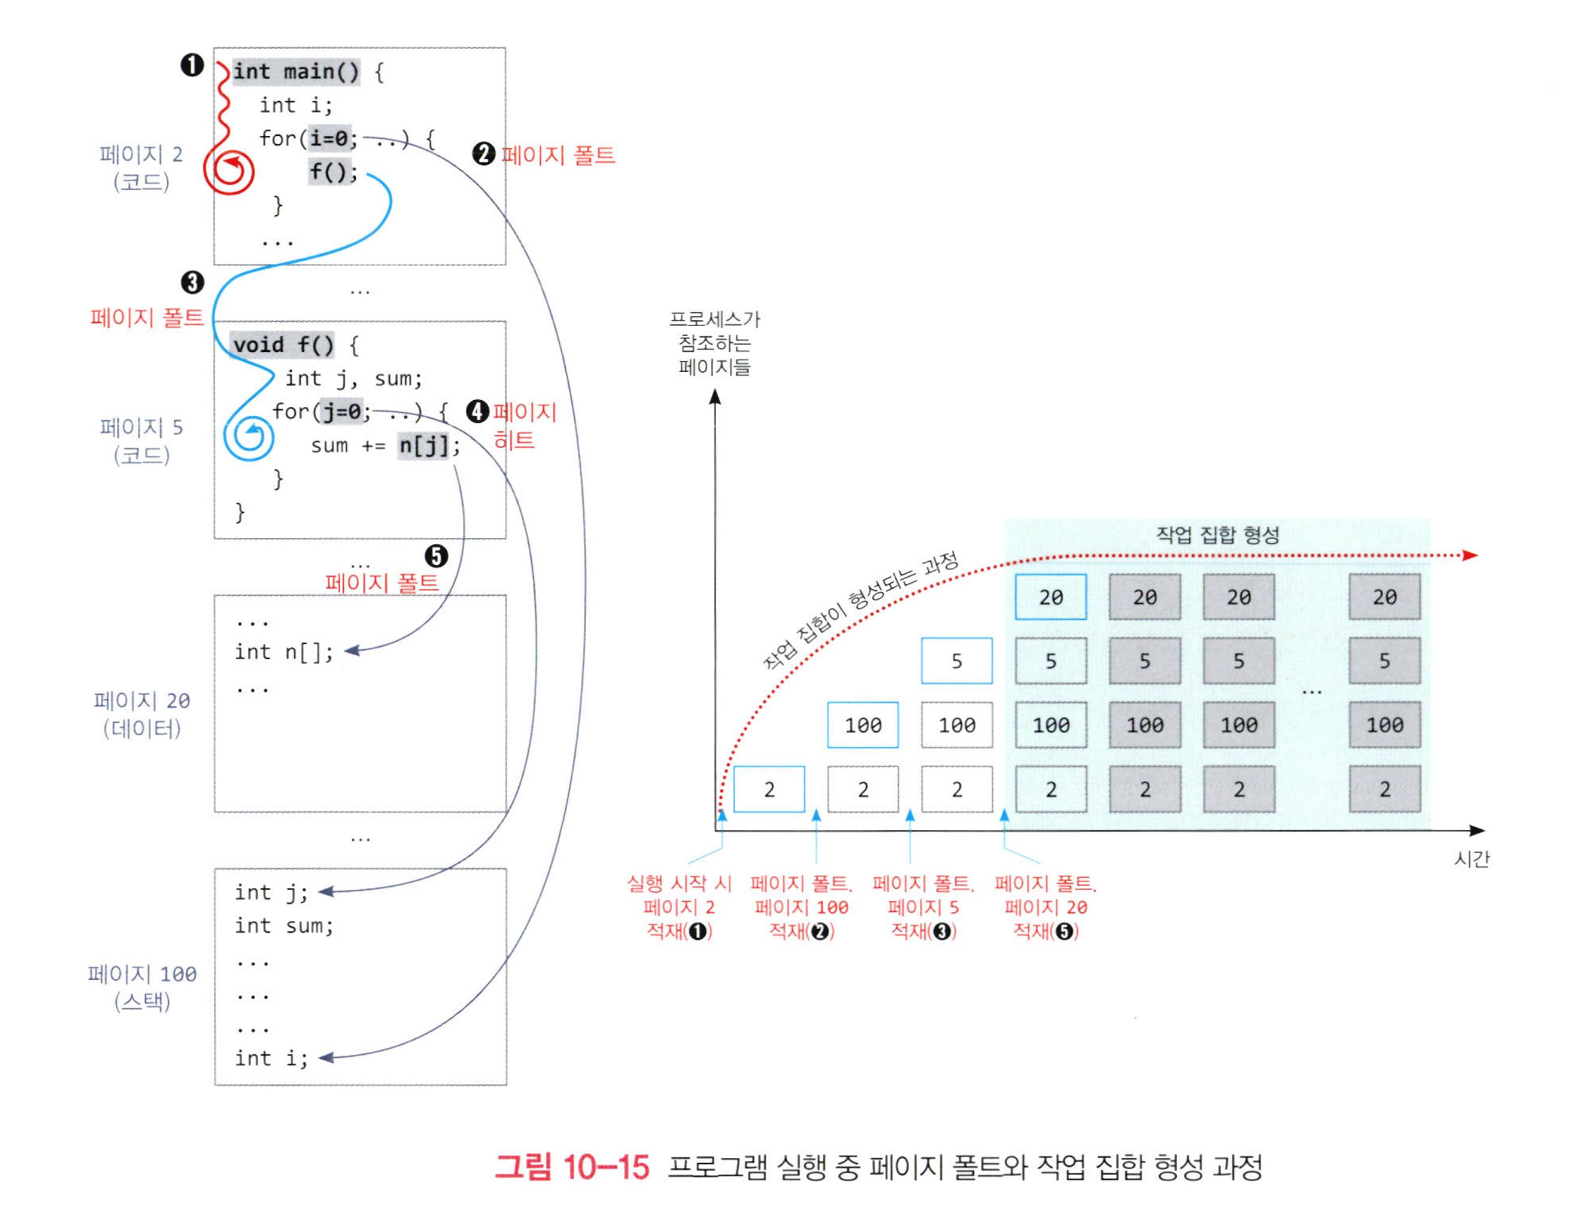 ❶
int main() {
int i;
for(i=0; ..) {
f();
}
...
페이지 2
(코드)
❷ 페이지 폴트
❸
페이지 폴트
...
void f() {
int j, sum;
for(j=0; ..) {
sum += n[j];
}
}
페이지 5
(코드)
❹ 페이지
히트
...
❺
페이지 폴트
...
int n[];
...
페이지 20
(데이터)
...
int j;
int sum;
...
...
...
int i;
페이지 100
(스택)
프로세스가
참조하는
페이지들
작업 집합이 형성되는 과정
작업 집합 형성
20 20 20 20
5 5 5 5 5
...
100 100 100 100 100 100
2 2 2 2 2 2 2
시간
실행 시작 시
페이지 2
적재(❶)
페이지 폴트.
페이지 100
적재(❷)
페이지 폴트.
페이지 5
적재(❸)
페이지 폴트.
페이지 20
적재(❺)
그림 10-15 프로그램 실행 중 페이지 폴트와 작업 집합 형성 과정